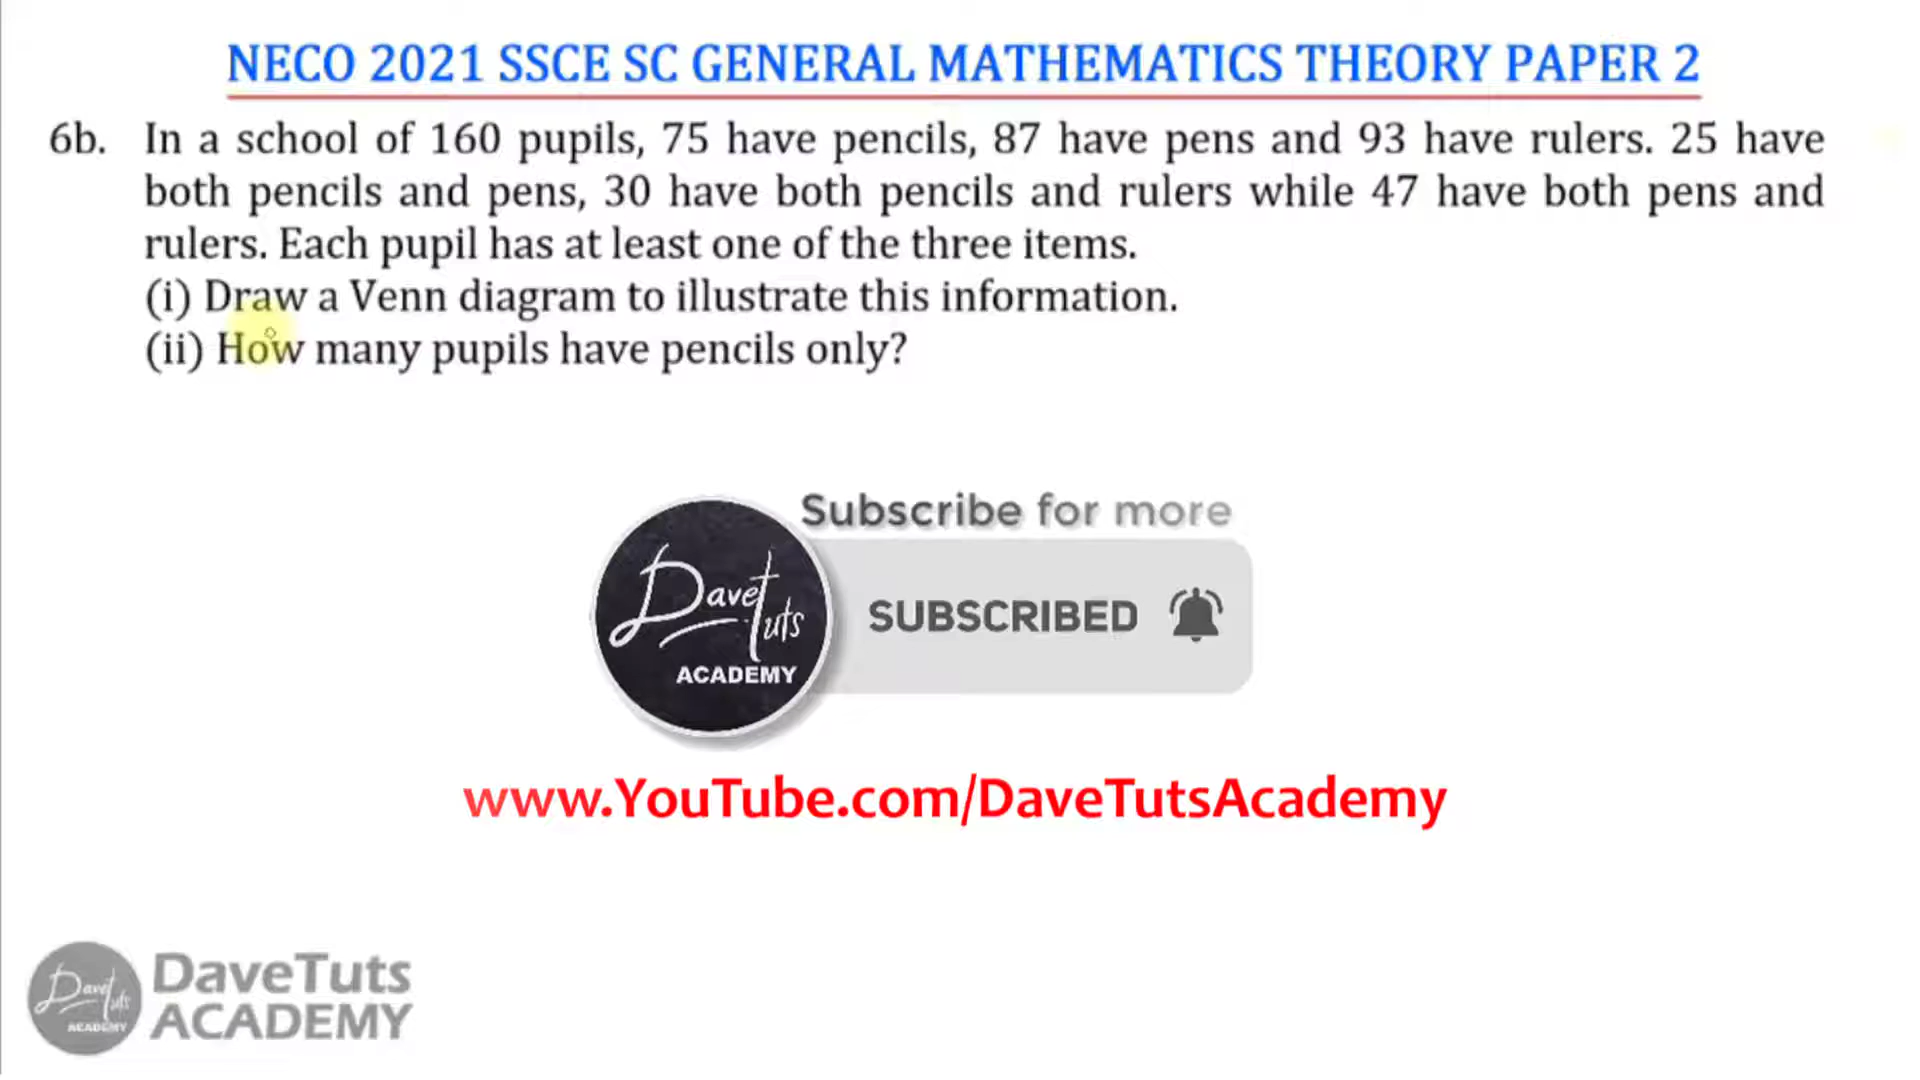 NECO 2021 SSCE SC GENERAL MATHEMATICS THEORY PAPER 2
6b. In a school of 160 pupils, 75 have pencils, 87 have pens and 93 have rulers. 25 have
both pencils and pens, 30 have both pencils and rulers while 47 have both pens and
rulers. Each pupil has at least one of the three items.
(i) Draw a Venn diagram to illustrate this information.
(ii) How many pupils have pencils only?
Subscribe for more
Dave Tuts
ACADEMY
SUBSCRIBED
www.YouTube.com/DaveTutsAcademy
Dave Tuts
ACADEMY
DaveTuts
ACADEMY